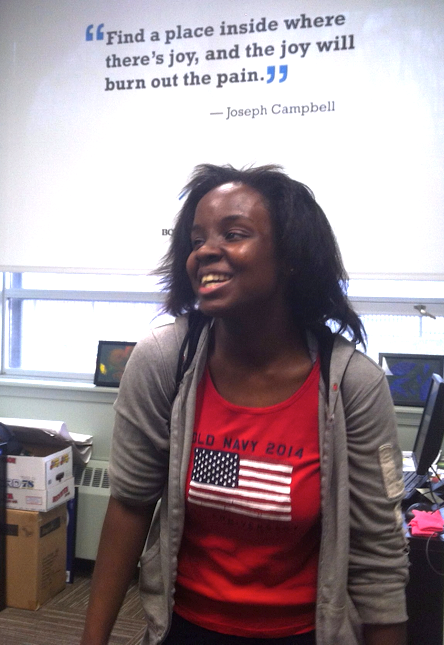 “Find a place inside where
there’s joy, and the joy will
burn out the pain.”
— Joseph Campbell
BO
OLD NAVY 2014